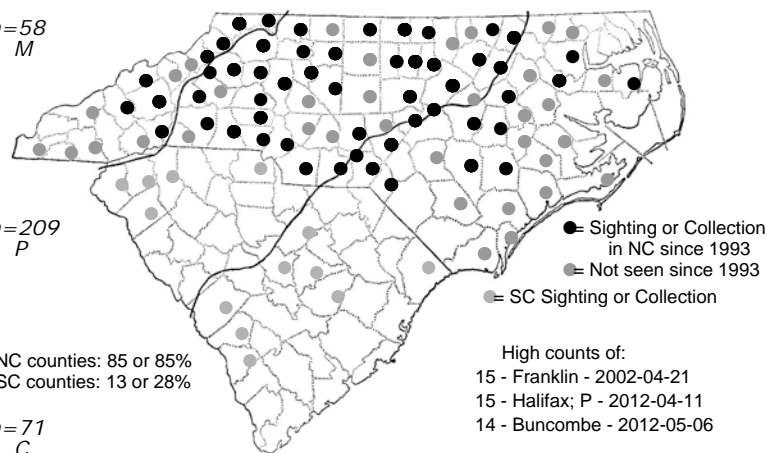 =58
M
=209
P
● = Sighting or Collection
in NC since 1993
● = Not seen since 1993
● = SC Sighting or Collection
NC counties: 85 or 85%
SC counties: 13 or 28%
High counts of:
15 - Franklin - 2002-04-21
15 - Halifax; P - 2012-04-11
14 - Buncombe - 2012-05-06
=71
C